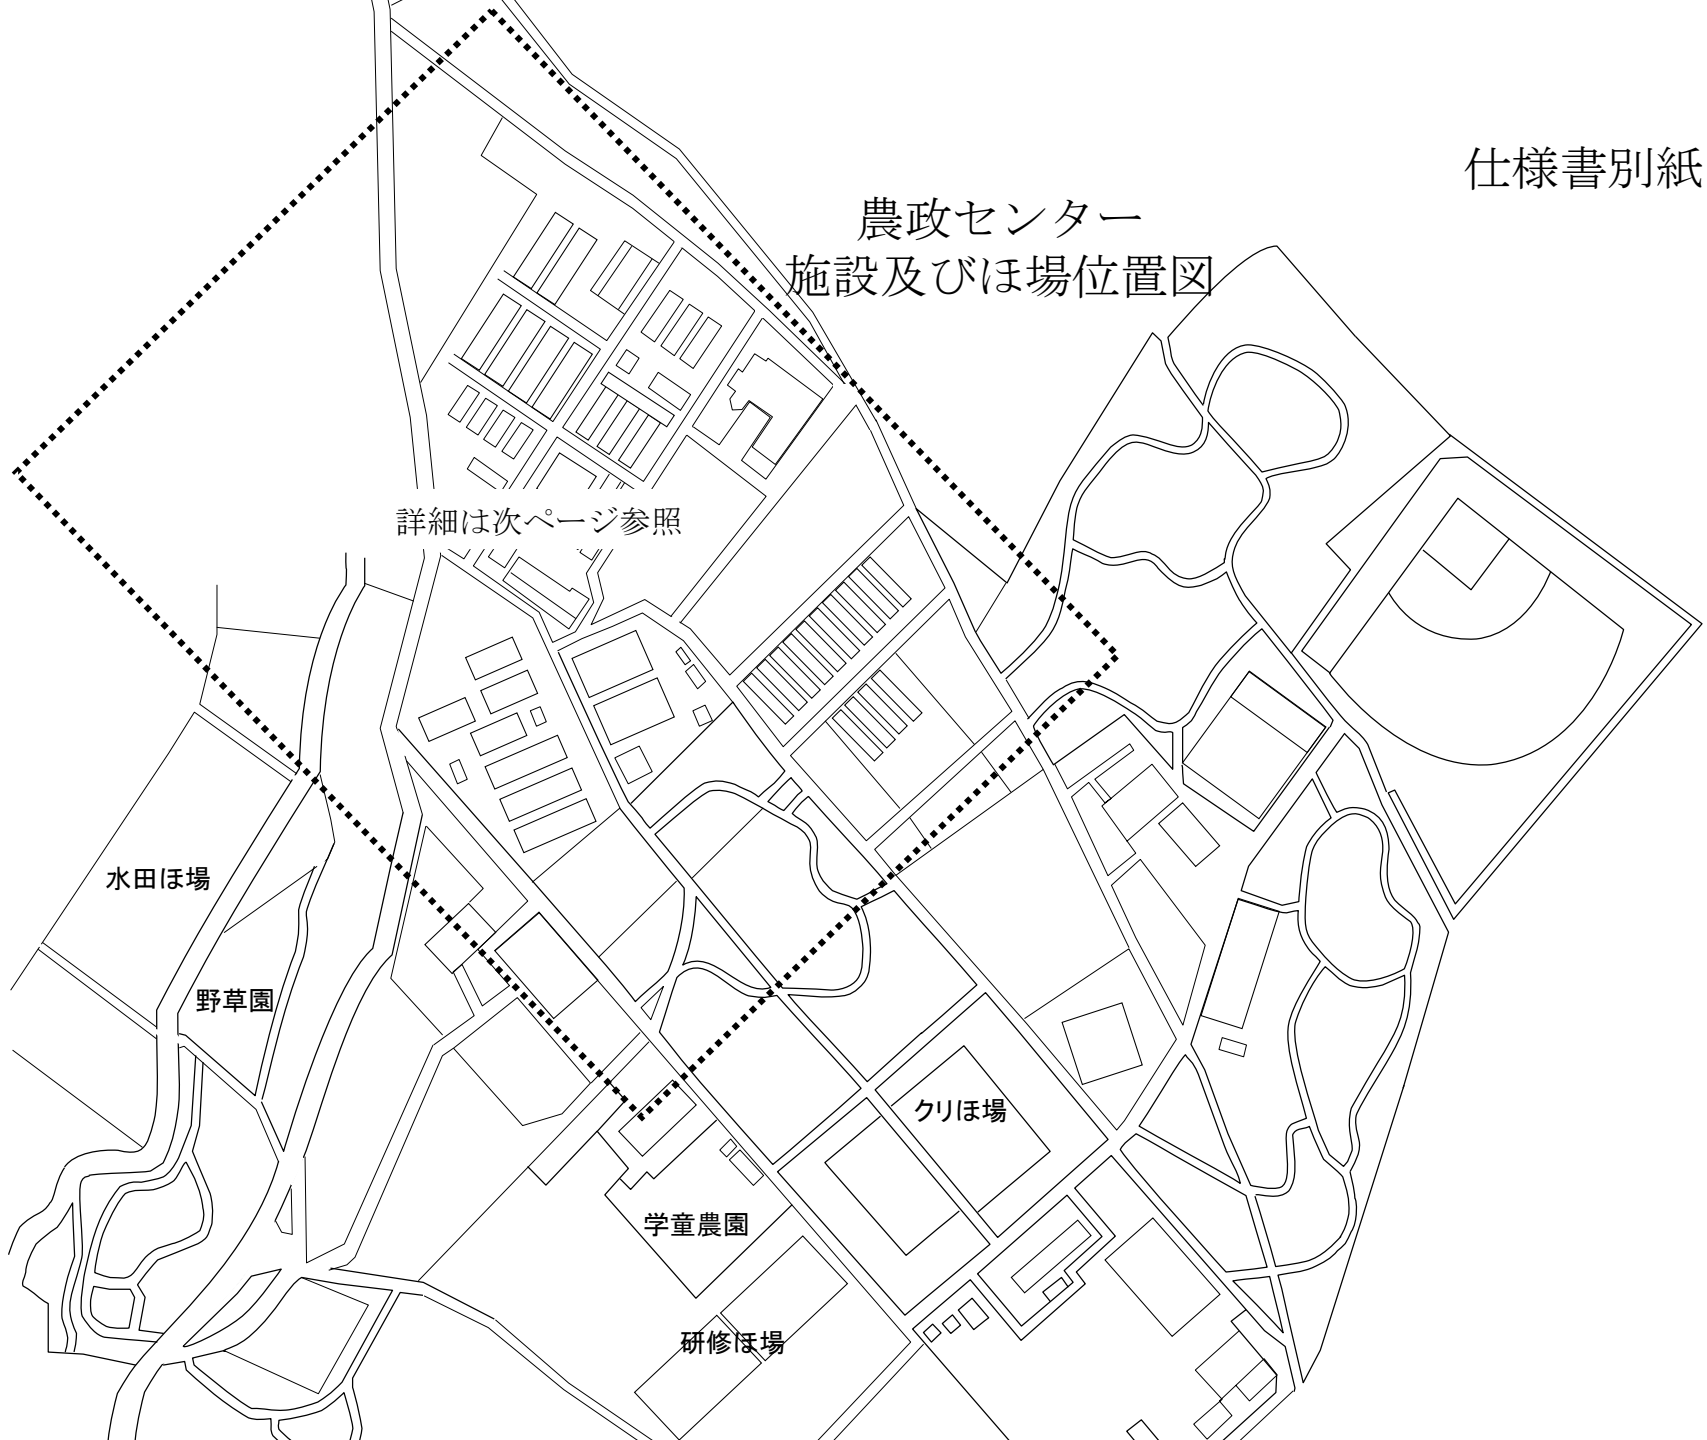 仕様書別紙
農政センター
施設及びほ場位置図
詳細は次ページ参照
水田ほ場
野草園
クリほ場
学童農園
研修ほ場